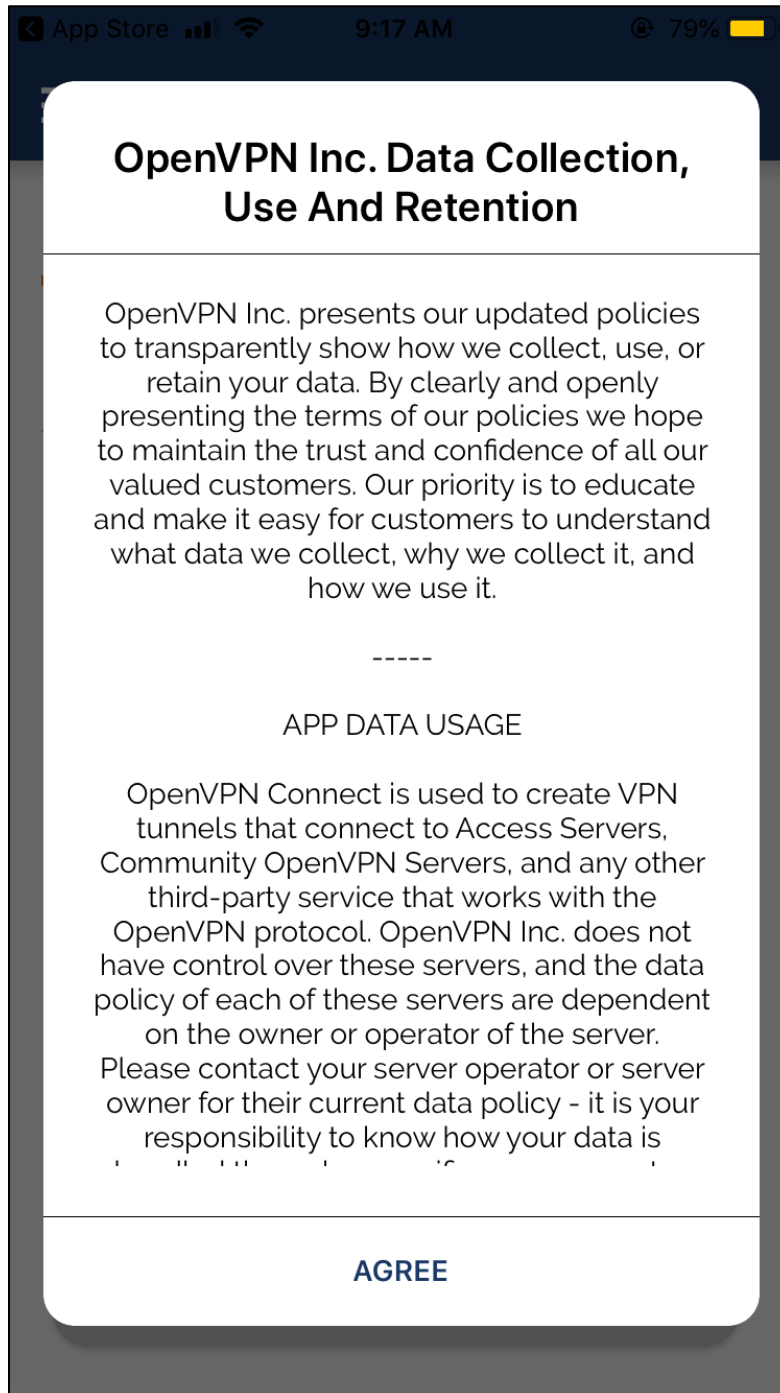 App Store
9:17 AM
79%
OpenVPN Inc. Data Collection,
Use And Retention
OpenVPN Inc. presents our updated policies
to transparently show how we collect, use, or
retain your data. By clearly and openly
presenting the terms of our policies we hope
to maintain the trust and confidence of all our
valued customers. Our priority is to educate
and make it easy for customers to understand
what data we collect, why we collect it, and
how we use it.
-----
APP DATA USAGE
OpenVPN Connect is used to create VPN
tunnels that connect to Access Servers,
Community OpenVPN Servers, and any other
third-party service that works with the
OpenVPN protocol. OpenVPN Inc. does not
have control over these servers, and the data
policy of each of these servers are dependent
on the owner or operator of the server.
Please contact your server operator or server
owner for their current data policy - it is your
responsibility to know how your data is
AGREE